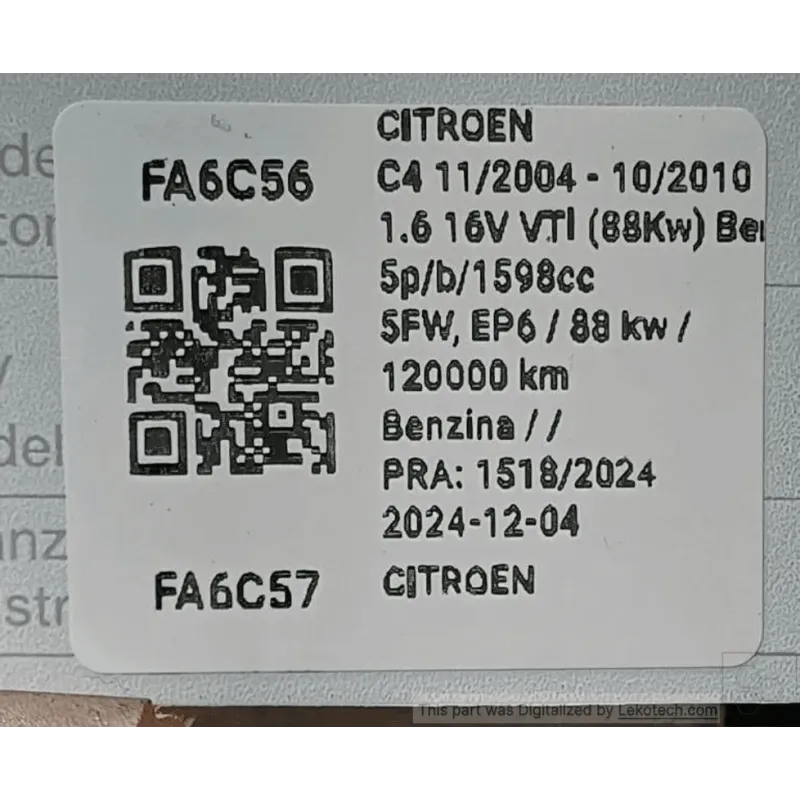 FA6C56
CITROEN
C4 11/2004 - 10/2010
1.6 16V VTI (88Kw) Ben
5p/b/1598cc
5FW, EP6 / 88 kw /
120000 km
Benzina / /
PRA: 1518/2024
2024-12-04
FA6C57
CITROEN
This part was Digitalized by Lekotech.com